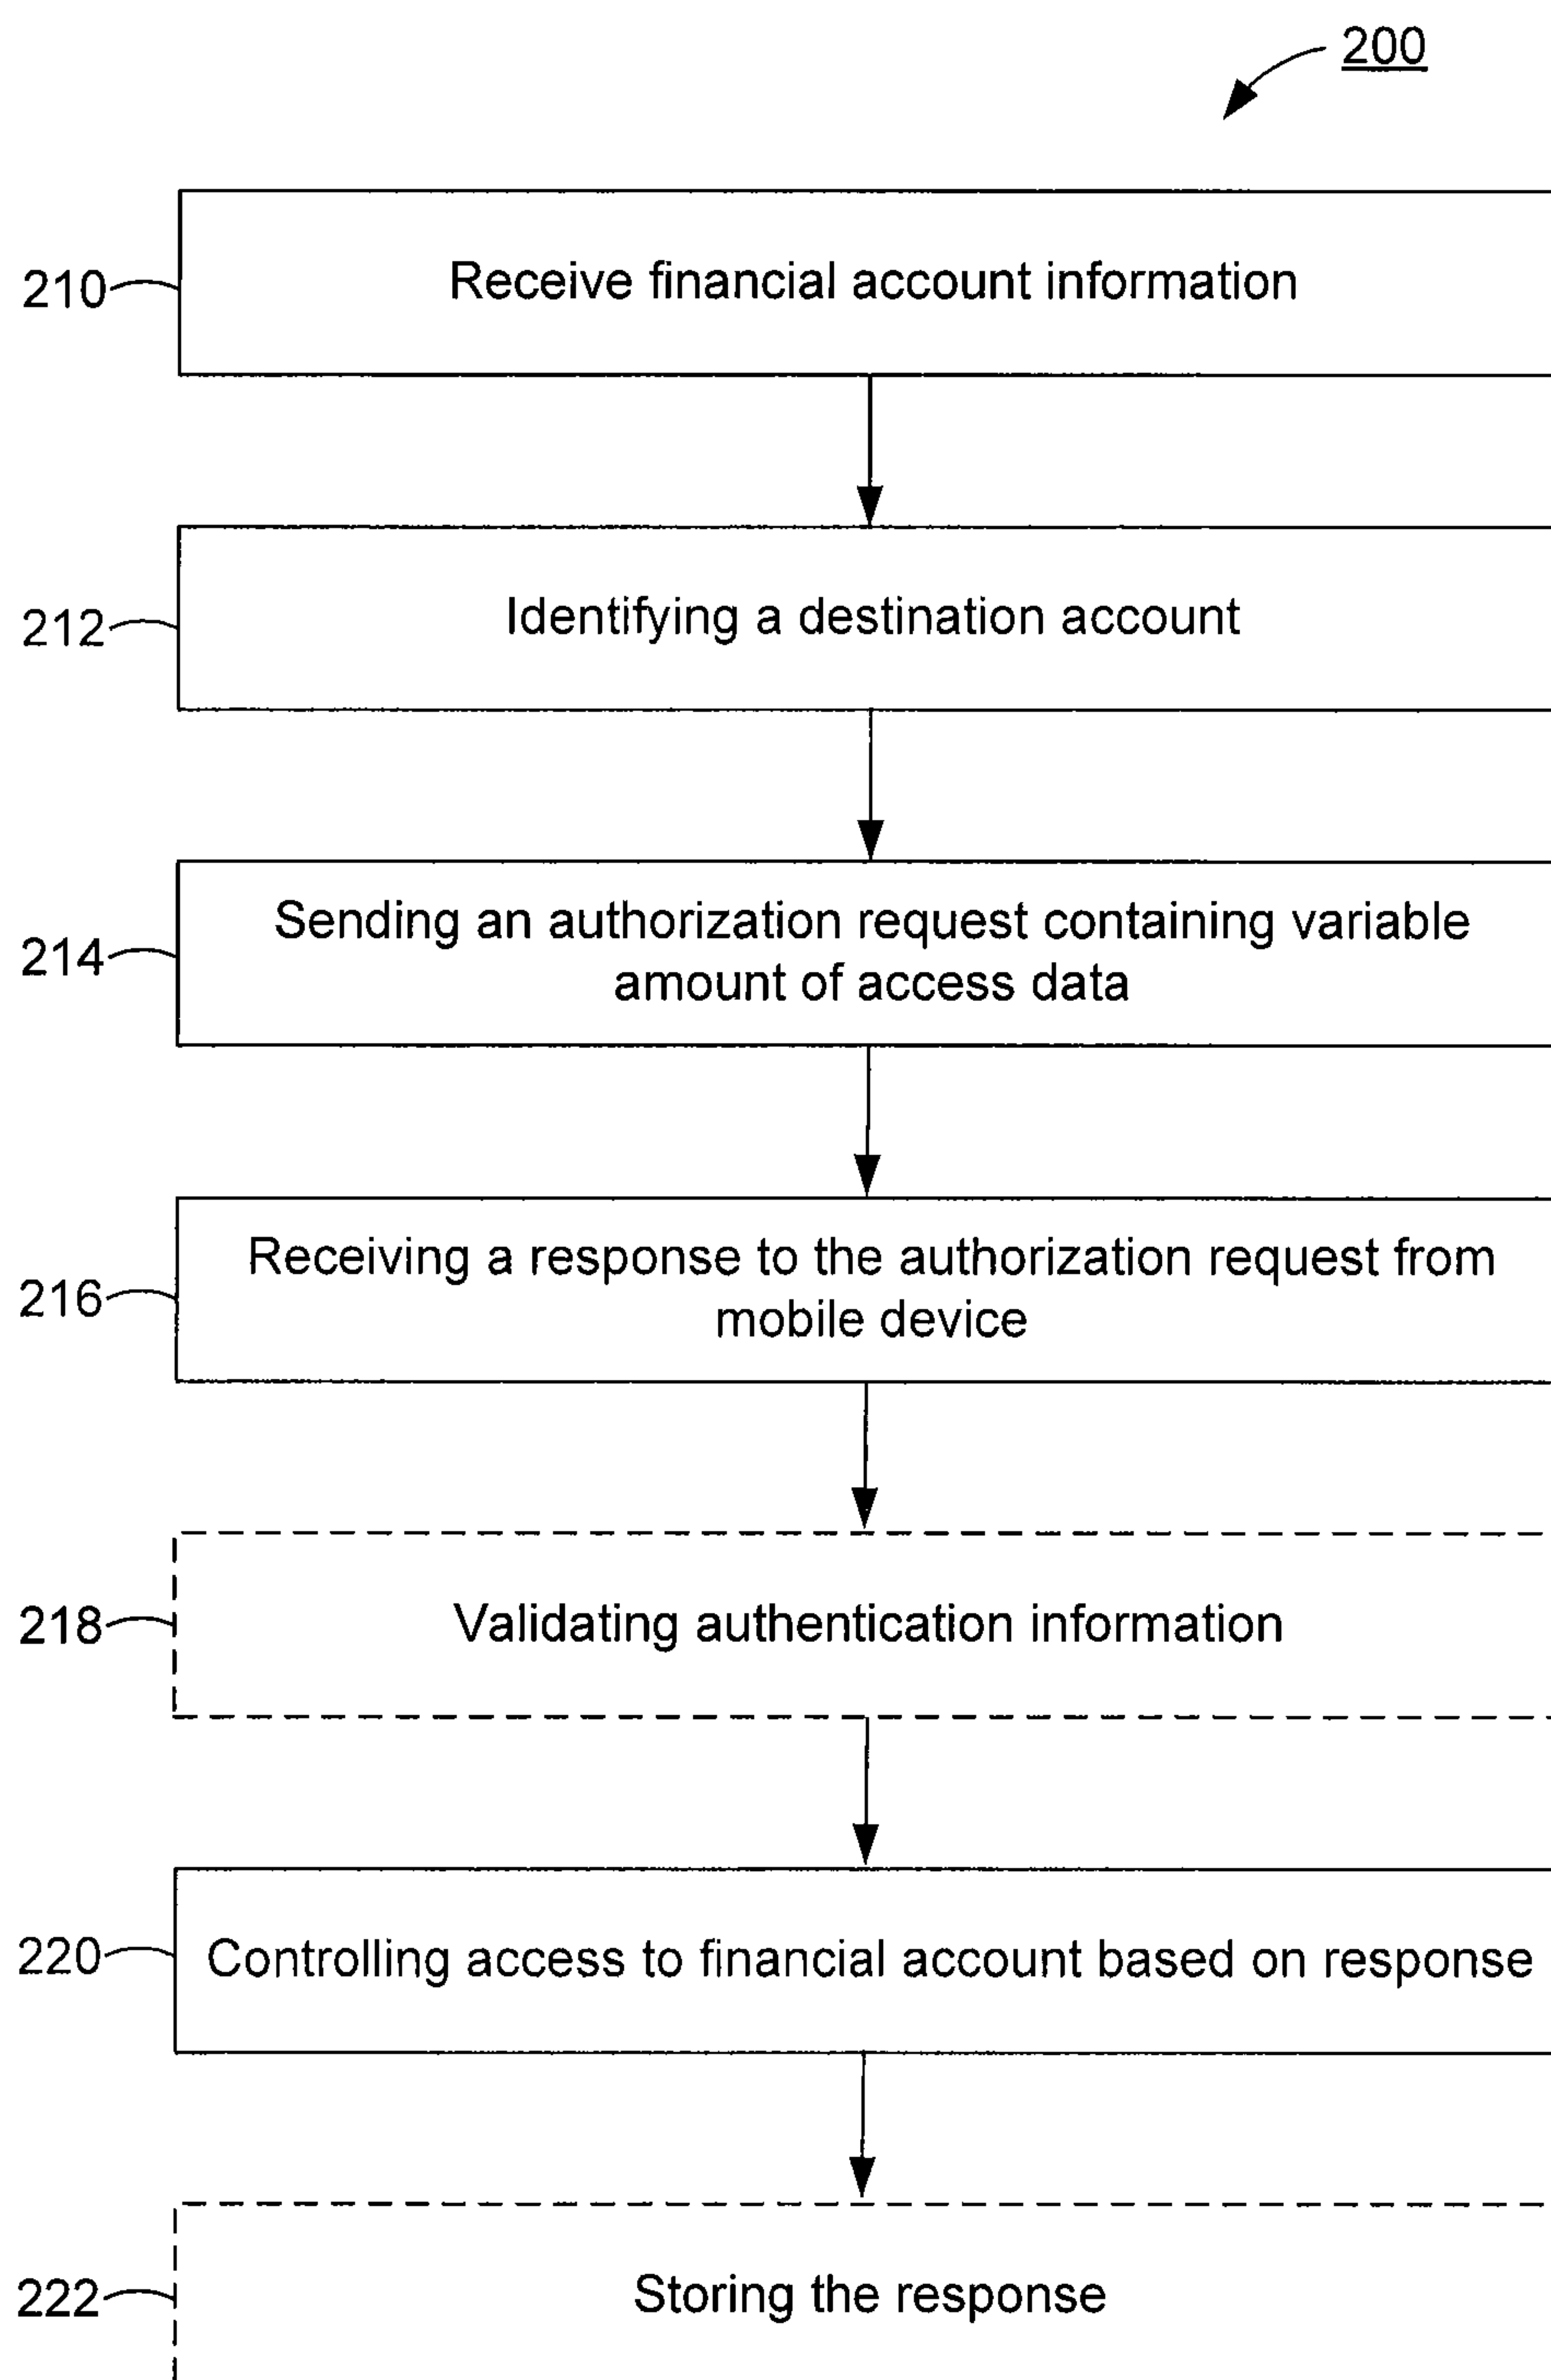 200
210
Receive financial account information
212
Identifying a destination account
214
Sending an authorization request containing variable
amount of access data
216
Receiving a response to the authorization request from
mobile device
218
Validating authentication information
220
Controlling access to financial account based on response
222
Storing the response